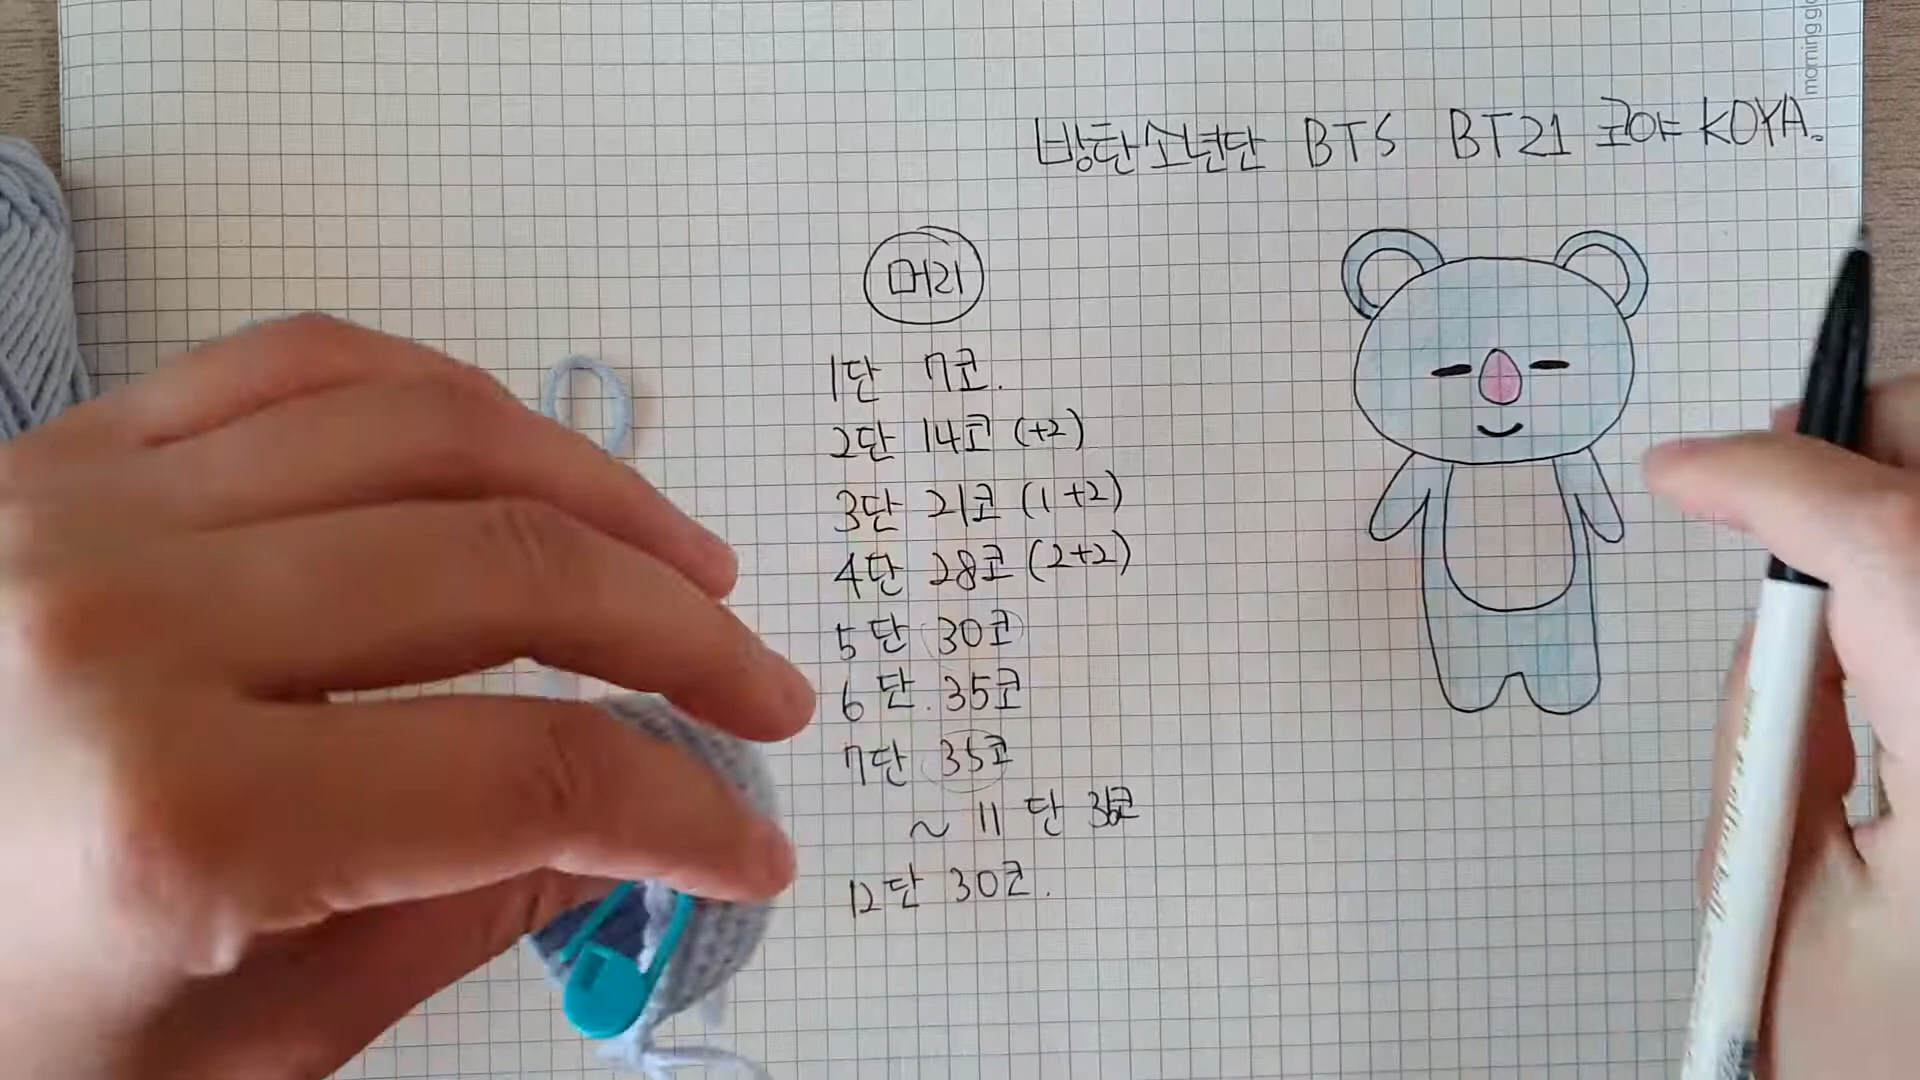 morning glo
방탄소년단 BTS BT21 코야 KOYA.
머리
1단 7코.
2단 14코 (+2)
3단 21코 (1+2)
4단 28코 (2+2)
5단 30코
6단. 35코
7단 35코
~ 11단 35코
12단 30코.